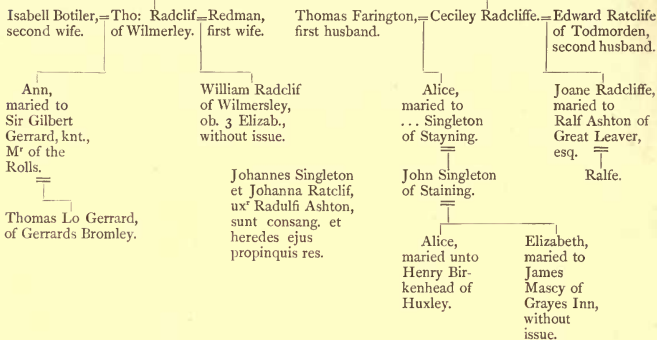 Isabell Botiler,=Tho: Radclif=Redman,
second wife. of Wilmerley. first wife.
Thomas Farington,=Ceciley Radcliffe.=Edward Ratclife
first husband. of Todmorden,
second husband.
Ann,
maried to
Sir Gilbert
Gerrard, knt.,
Mʳ of the
Rolls.
William Radclif
of Wilmersley,
ob. 3 Elizab.,
without issue.
Alice,
maried to
... Singleton
of Stayning.
Joane Radcliffe,
maried to
Ralf Ashton of
Great Leaver,
esq.
Thomas Lo Gerrard,
of Gerrards Bromley.
Johannes Singleton
et Johanna Ratclif,
uxʳ Radulfi Ashton,
sunt consang. et
heredes ejus
propinquis res.
John Singleton
of Staining.
Ralfe.
Alice,
maried unto
Henry Bir-
kenhead of
Huxley.
Elizabeth,
maried to
James
Mascy of
Grayes Inn,
without
issue.